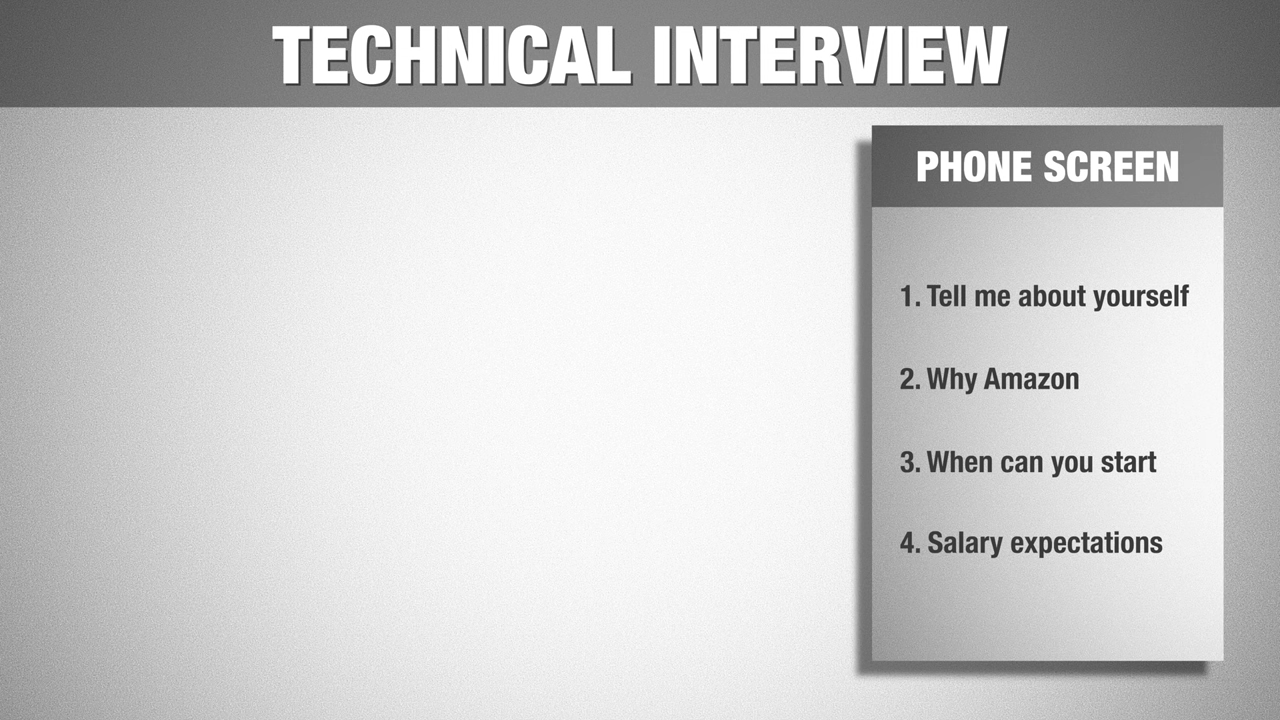 TECHNICAL INTERVIEW
PHONE SCREEN
1. Tell me about yourself
2. Why Amazon
3. When can you start
4. Salary expectations